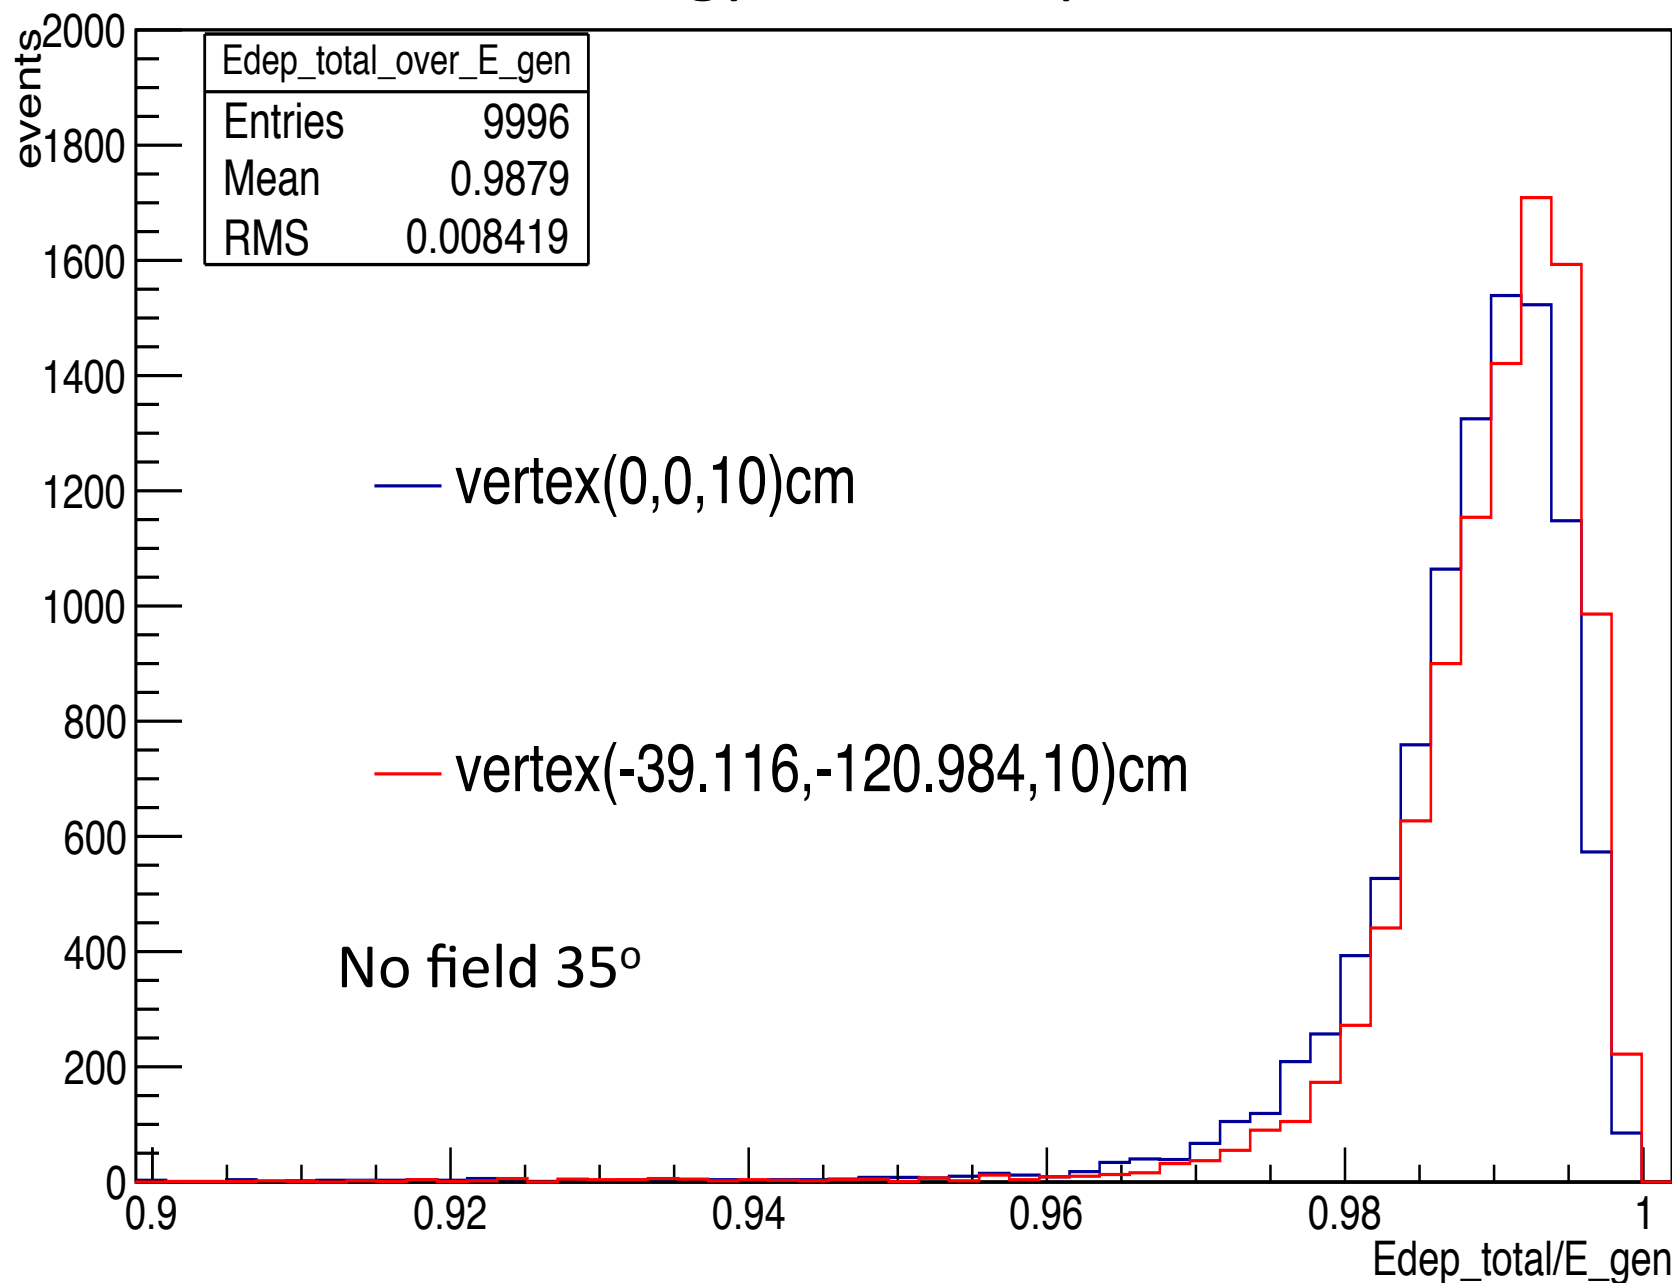 events
2000
1800
1600
1400
1200
1000
800
600
400
200
0
Edep_total_over_E_gen
Entries 9996
Mean 0.9879
RMS 0.008419
vertex(0,0,10)cm
vertex(-39.116,-120.984,10)cm
No field 35º
0.9 0.92 0.94 0.96 0.98 1
Edep_total/E_gen